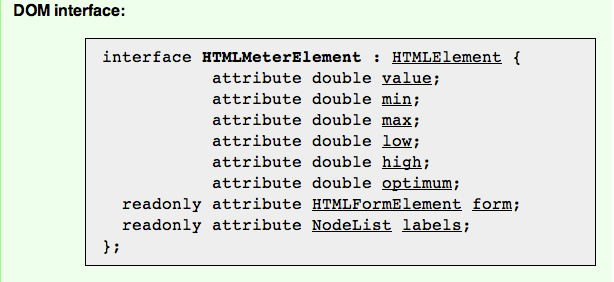 DOM interface:
interface HTMLMeterElement : HTMLElement {
attribute double value;
attribute double min;
attribute double max;
attribute double low;
attribute double high;
attribute double optimum;
readonly attribute HTMLFormElement form;
readonly attribute NodeList labels;
};